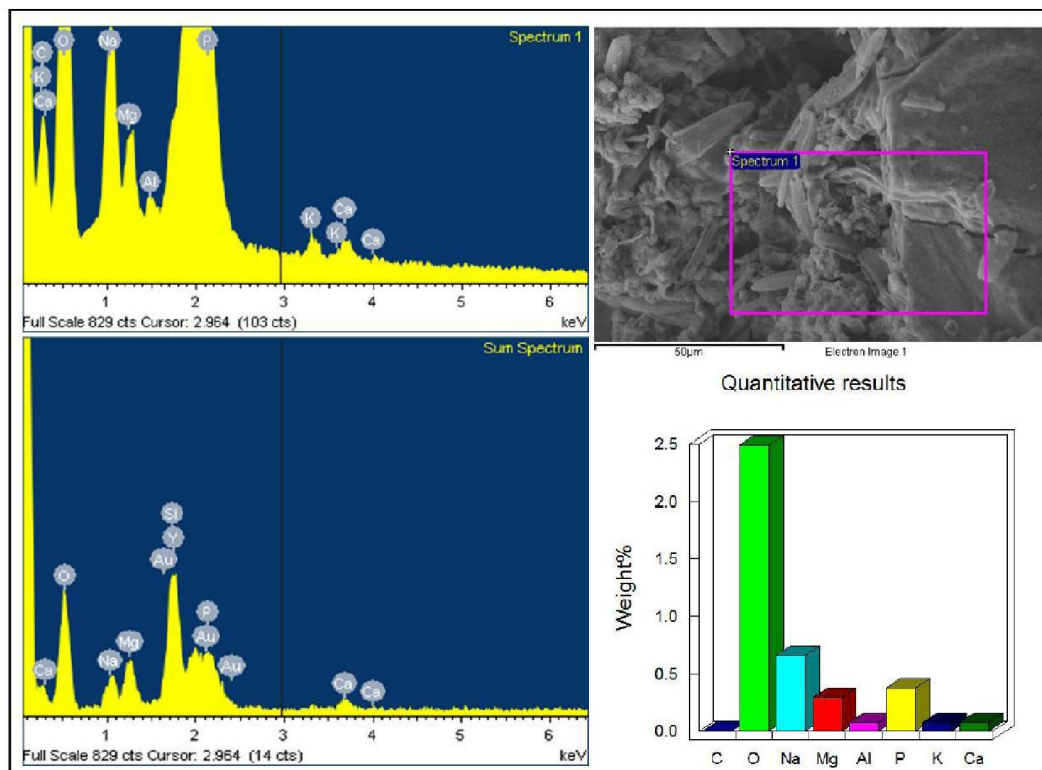 Spectrum 1
C
O
Na
P
K
Ca
Mg
Al
K
Ca
K
Ca
1
2
3
4
5
6
Full Scale 829 cts Cursor: 2.964 (103 cts)
keV
Spectrum 1
50µm
Electron Image 1
Sum Spectrum
Si
Y
Au
O
P
Au
Mg
Na
Au
Ca
Ca
Ca
1
2
3
4
5
6
Full Scale 829 cts Cursor: 2.964 (14 cts)
keV
Quantitative results
Weight%
2.5
2.0
1.5
1.0
0.5
0.0
C O Na Mg Al P K Ca